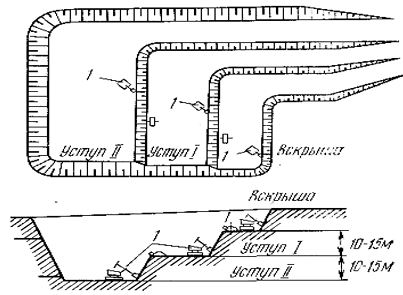 1
1
1
Уступ II
Уступ I
Вскрыша
Вскрыша
1
1
Уступ I
10-15м
Уступ II
10-15м